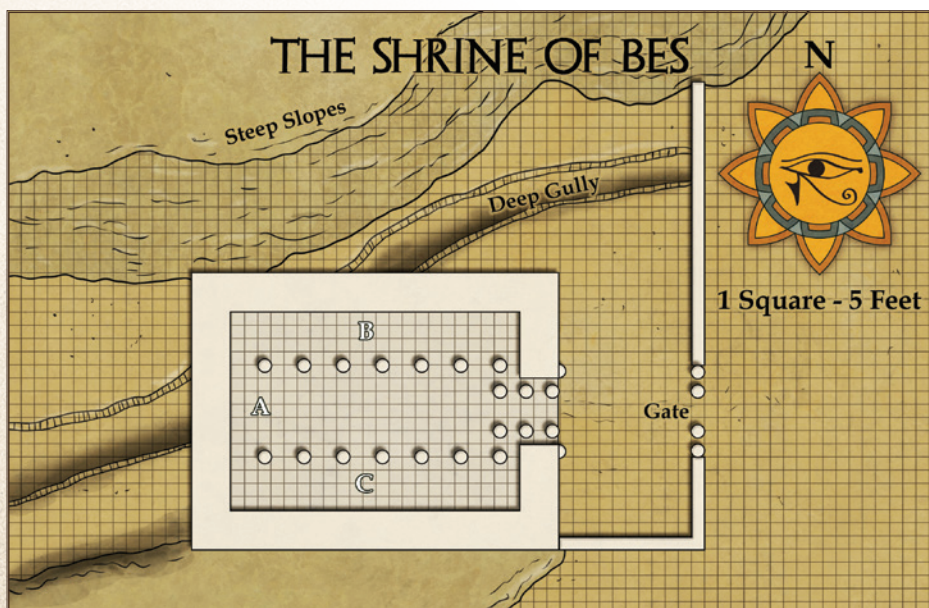 THE SHRINE OF BES
N
Steep Slopes
Deep Gully
1 Square - 5 Feet
B
A
Gate
C